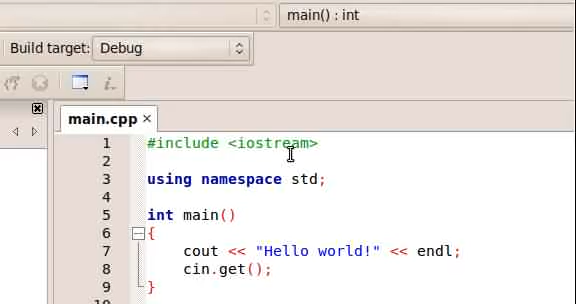 main() : int
Build target: Debug
main.cpp
1 #include <iostream>
2
3 using namespace std;
4
5 int main()
6 {
7 cout << "Hello world!" << endl;
8 cin.get();
9 }
10